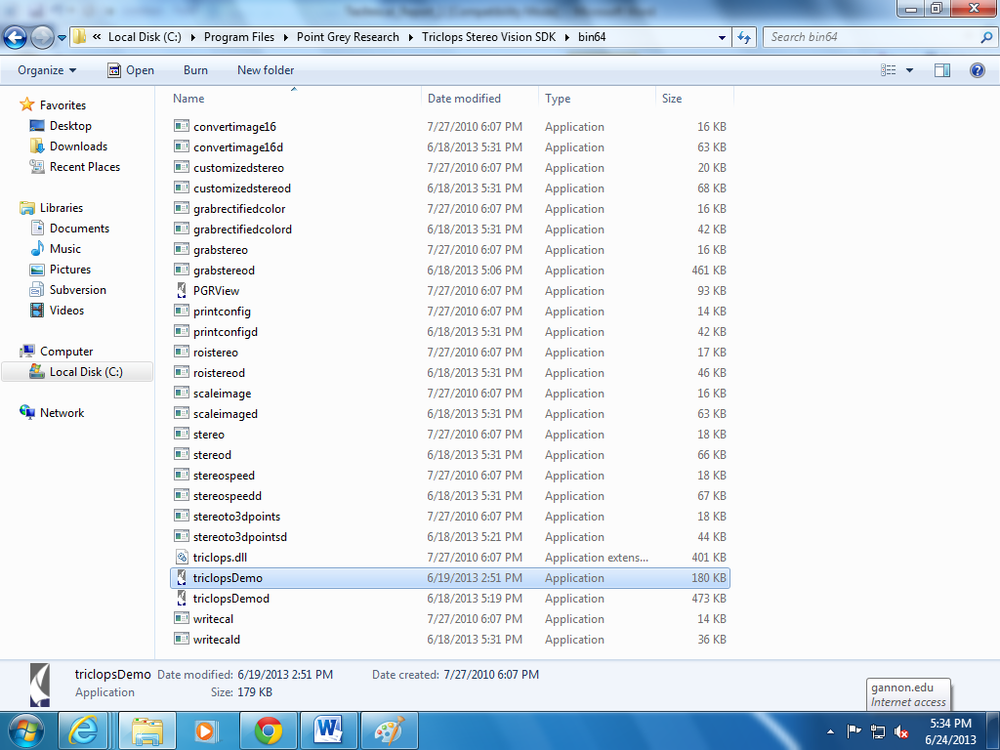 « Local Disk (C:) ▸ Program Files ▸ Point Grey Research ▸ Triclops Stereo Vision SDK ▸ bin64
Search bin64
Organize Open Burn New folder
Favorites
Desktop
Downloads
Recent Places
Libraries
Documents
Music
Pictures
Subversion
Videos
Computer
Local Disk (C:)
Network
Name Date modified Type Size
convertimage16 7/27/2010 6:07 PM Application 16 KB
convertimage16d 6/18/2013 5:31 PM Application 63 KB
customizedstereo 7/27/2010 6:07 PM Application 20 KB
customizedstereod 6/18/2013 5:31 PM Application 68 KB
grabrectifiedcolor 7/27/2010 6:07 PM Application 16 KB
grabrectifiedcolord 6/18/2013 5:31 PM Application 42 KB
grabstereo 7/27/2010 6:07 PM Application 16 KB
grabstereod 6/18/2013 5:06 PM Application 461 KB
PGRView 7/27/2010 6:07 PM Application 93 KB
printconfig 7/27/2010 6:07 PM Application 14 KB
printconfigd 6/18/2013 5:31 PM Application 42 KB
roistereo 7/27/2010 6:07 PM Application 17 KB
roistereod 6/18/2013 5:31 PM Application 46 KB
scaleimage 7/27/2010 6:07 PM Application 16 KB
scaleimaged 6/18/2013 5:31 PM Application 63 KB
stereo 7/27/2010 6:07 PM Application 18 KB
stereod 6/18/2013 5:31 PM Application 66 KB
stereospeed 7/27/2010 6:07 PM Application 18 KB
stereospeedd 6/18/2013 5:31 PM Application 67 KB
stereoto3dpoints 7/27/2010 6:07 PM Application 18 KB
stereoto3dpointsd 6/18/2013 5:21 PM Application 44 KB
triclops.dll 7/27/2010 6:07 PM Application extens... 401 KB
triclopsDemo 6/19/2013 2:51 PM Application 180 KB
triclopsDemod 6/18/2013 5:19 PM Application 473 KB
writecal 7/27/2010 6:07 PM Application 14 KB
writecald 6/18/2013 5:31 PM Application 36 KB
triclopsDemo Date modified: 6/19/2013 2:51 PM Date created: 7/27/2010 6:07 PM
Application Size: 179 KB
gannon.edu
Internet access
5:34 PM
6/24/2013